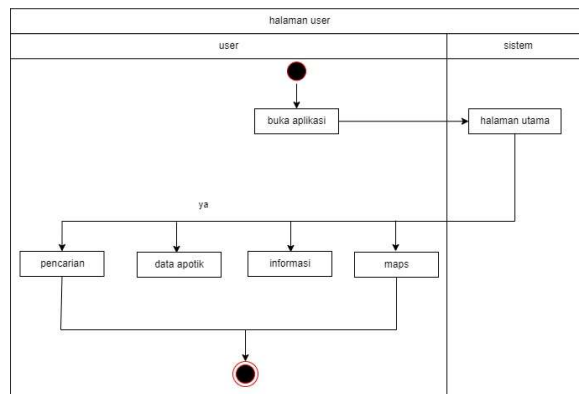 halaman user
user
sistem
buka aplikasi
halaman utama
ya
pencarian
data apotik
informasi
maps